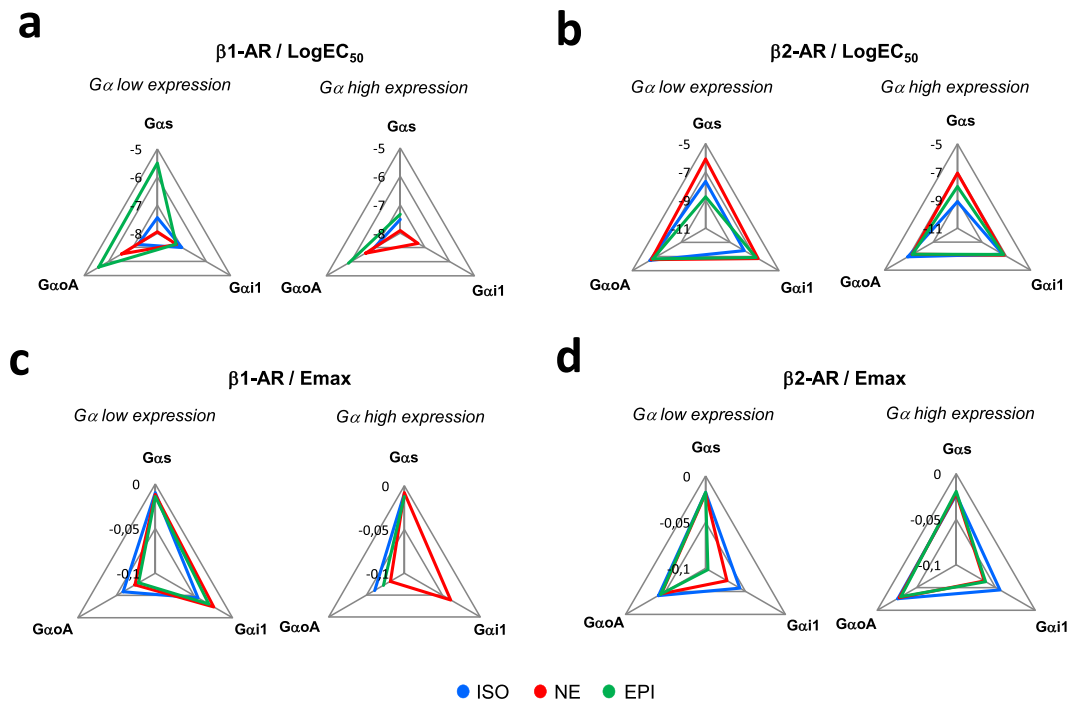 a
β1-AR / LogEC50
Gα low expression
Gα high expression
Gαs
-5
-6
-7
-8
GαoA
Gαi1
Gαs
-5
-6
-7
-8
GαoA
Gαi1
b
β2-AR / LogEC50
Gα low expression
Gα high expression
Gαs
-5
-7
-9
-11
GαoA
Gαi1
Gαs
-5
-7
-9
-11
GαoA
Gαi1
c
β1-AR / Emax
Gα low expression
Gα high expression
Gαs
0
-0,05
-0,1
GαoA
Gαi1
Gαs
0
-0,05
-0,1
GαoA
Gαi1
d
β2-AR / Emax
Gα low expression
Gα high expression
Gαs
0
-0,05
-0,1
GαoA
Gαi1
Gαs
0
-0,05
-0,1
GαoA
Gαi1
ISO NE EPI